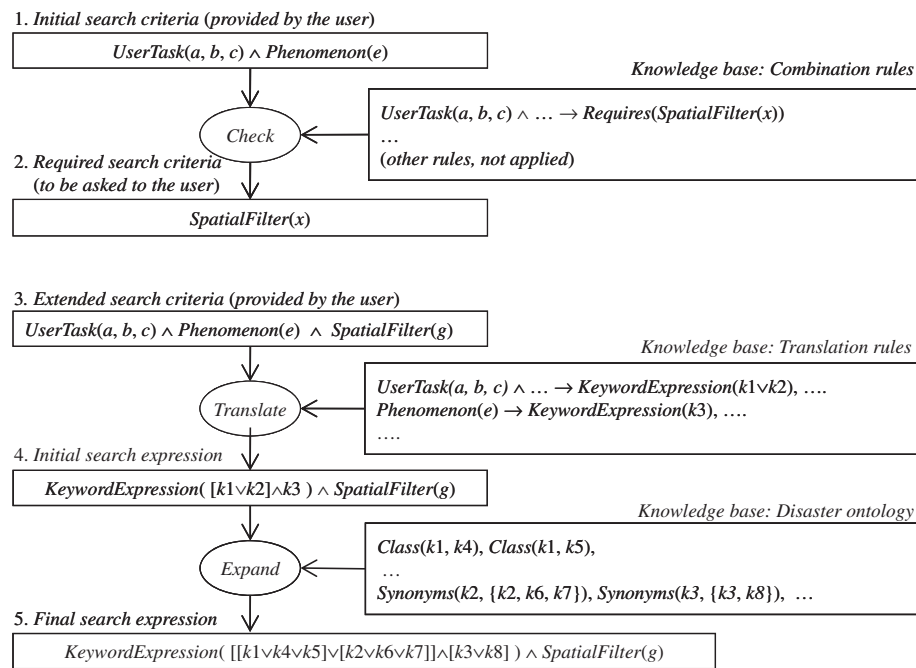 1. Initial search criteria (provided by the user)
UserTask(a, b, c) ∧ Phenomenon(e)
Knowledge base: Combination rules
UserTask(a, b, c) ∧ … → Requires(SpatialFilter(x))
…
(other rules, not applied)
Check
2. Required search criteria
(to be asked to the user)
SpatialFilter(x)
3. Extended search criteria (provided by the user)
UserTask(a, b, c) ∧ Phenomenon(e) ∧ SpatialFilter(g)
Knowledge base: Translation rules
UserTask(a, b, c) ∧ … → KeywordExpression(k1∨k2), ….
Phenomenon(e) → KeywordExpression(k3), ….
….
Translate
4. Initial search expression
KeywordExpression( [k1∨k2]∧k3 ) ∧ SpatialFilter(g)
Knowledge base: Disaster ontology
Class(k1, k4), Class(k1, k5),
…
Synonyms(k2, {k2, k6, k7}), Synonyms(k3, {k3, k8}), …
Expand
5. Final search expression
KeywordExpression( [[k1∨k4∨k5]∨[k2∨k6∨k7]]∧[k3∨k8] ) ∧ SpatialFilter(g)